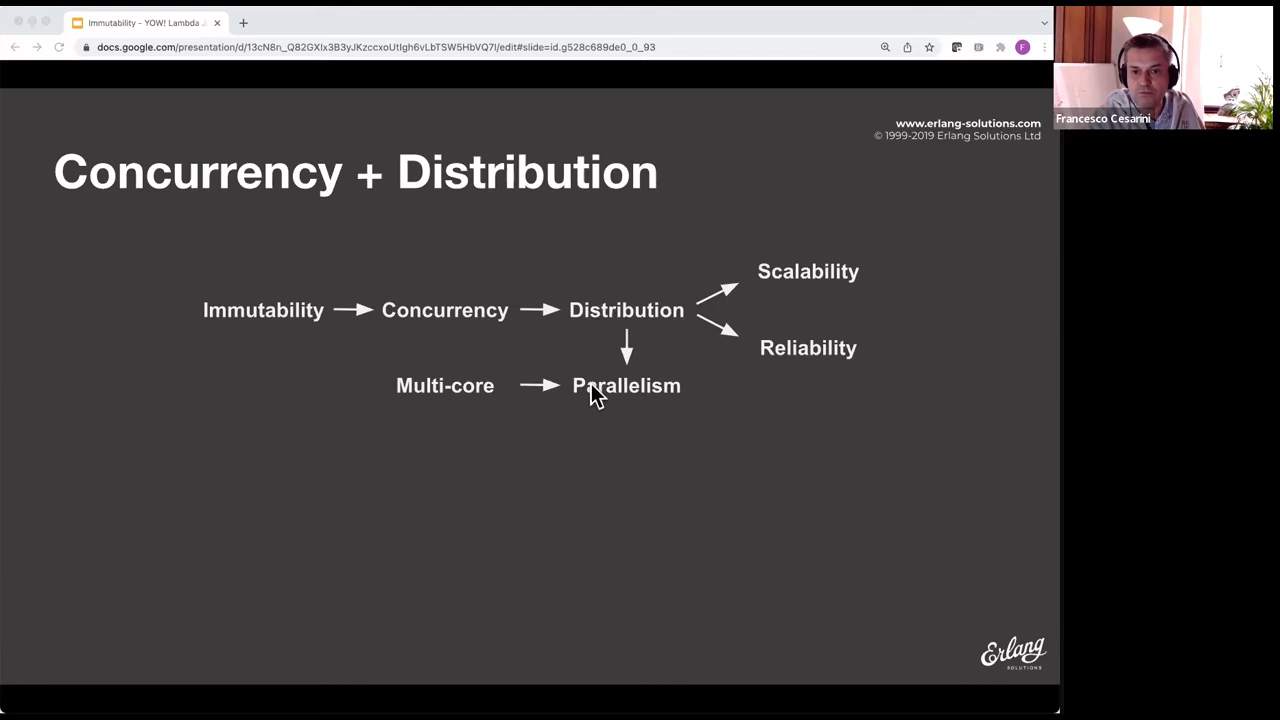 Immutability - YOW! Lambda
docs.google.com/presentation/d/13cN8n_Q82GXIx3B3yJKzccxoUtIgh6vLbTSW5HbVQ7I/edit#slide=id.g528c689de0_0_93
F
Francesco Cesarini
www.erlang-solutions.com
© 1999-2019 Erlang Solutions Ltd
Concurrency + Distribution
Scalability
Immutability Concurrency Distribution
Reliability
Multi-core Parallelism
Erlang
SOLUTIONS